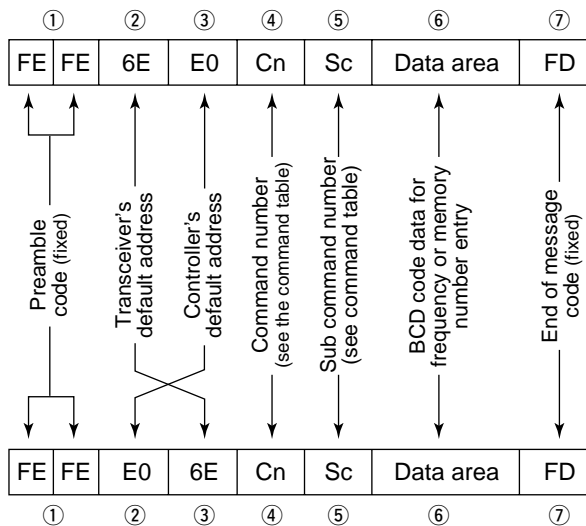 ① ② ③ ④ ⑤ ⑥ ⑦
FE FE 6E E0 Cn Sc Data area FD
Preamble
code (fixed)
Transceiver's
default address
Controller's
default address
Command number
(see the command table)
Sub command number
(see command table)
BCD code data for
frequency or memory
number entry
End of message
code (fixed)
FE FE E0 6E Cn Sc Data area FD
① ② ③ ④ ⑤ ⑥ ⑦